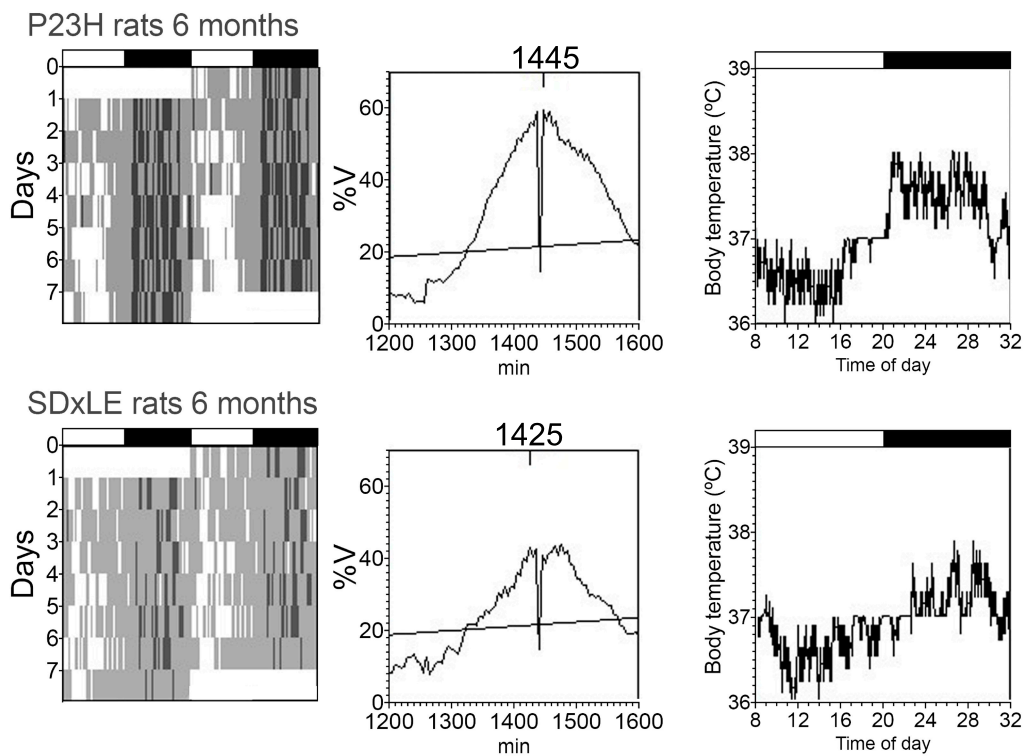 P23H rats 6 months
0
1
2
3
4
5
6
7
Days
1445
60
40
20
0
%V
1200 1300 1400 1500 1600
min
39
38
37
36
Body temperature (ºC)
8 12 16 20 24 28 32
Time of day
SDxLE rats 6 months
0
1
2
3
4
5
6
7
Days
1425
60
40
20
0
%V
1200 1300 1400 1500 1600
min
39
38
37
36
Body temperature (ºC)
8 12 16 20 24 28 32
Time of day